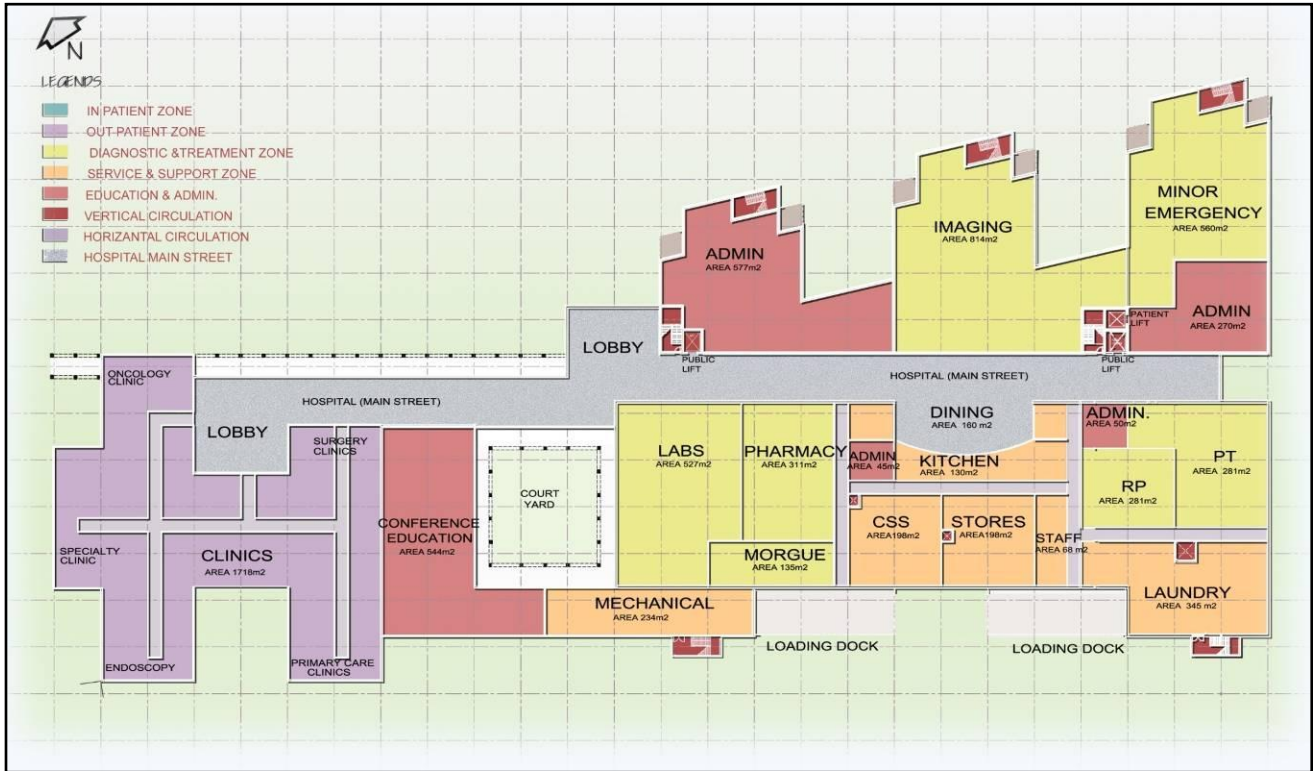 N
LEGENDS
IN PATIENT ZONE
OUT PATIENT ZONE
DIAGNOSTIC &TREATMENT ZONE
SERVICE & SUPPORT ZONE
EDUCATION & ADMIN.
VERTICAL CIRCULATION
HORIZANTAL CIRCULATION
HOSPITAL MAIN STREET
MINOR
EMERGENCY
AREA 560m2
IMAGING
AREA 814m2
ADMIN
AREA 577m2
ADMIN
AREA 270m2
PATIENT
LIFT
PUBLIC
LIFT
PUBLIC
LIFT
LOBBY
HOSPITAL (MAIN STREET)
ONCOLOGY
CLINIC
HOSPITAL (MAIN STREET)
LOBBY
SURGERY
CLINICS
DINING
AREA 160 m2
ADMIN.
AREA 50m2
LABS
AREA 527m2
PHARMACY
AREA 311m2
ADMIN
AREA 45m2
KITCHEN
AREA 130m2
PT
AREA 281m2
RP
AREA 281m2
COURT
YARD
CONFERENCE
EDUCATION
AREA 544m2
CSS
AREA198m2
STORES
AREA198m2
STAFF
AREA 68 m2
SPECIALTY
CLINIC
CLINICS
AREA 1718m2
MORGUE
AREA 135m2
MECHANICAL
AREA 234m2
LAUNDRY
AREA 345 m2
LOADING DOCK
LOADING DOCK
ENDOSCOPY
PRIMARY CARE
CLINICS